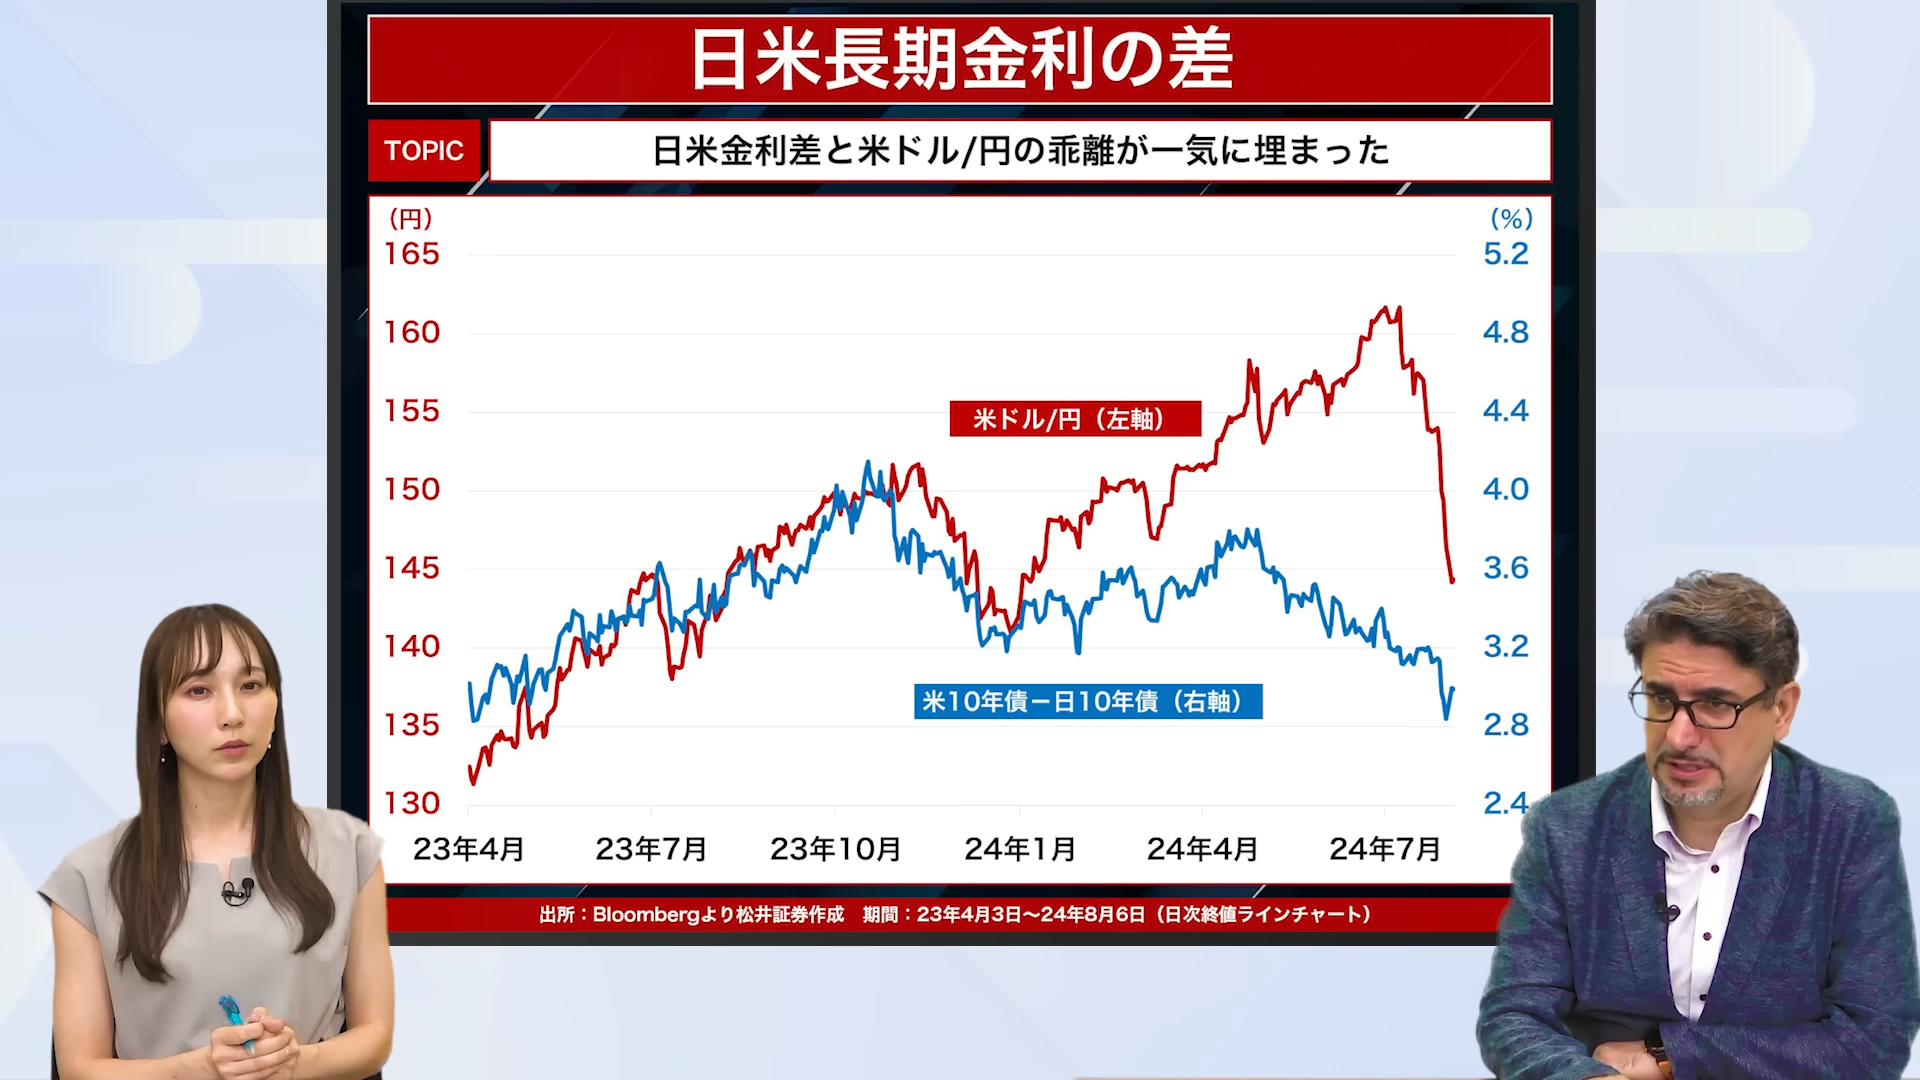 日米長期金利の差
TOPIC
日米金利差と米ドル/円の乖離が一気に埋まった
(円)
(%)
165
5.2
160
4.8
155
4.4
米ドル/円（左軸）
150
4.0
145
3.6
140
3.2
米10年債－日10年債（右軸）
135
2.8
130
2.4
23年4月
23年7月
23年10月
24年1月
24年4月
24年7月
出所：Bloombergより松井証券作成　期間：23年4月3日～24年8月6日（日次終値ラインチャート）